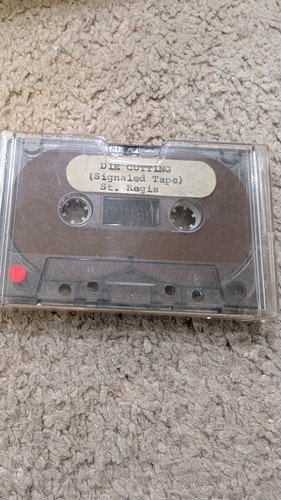 DIE CUTTING
(Signaled Tape)
St. Regis